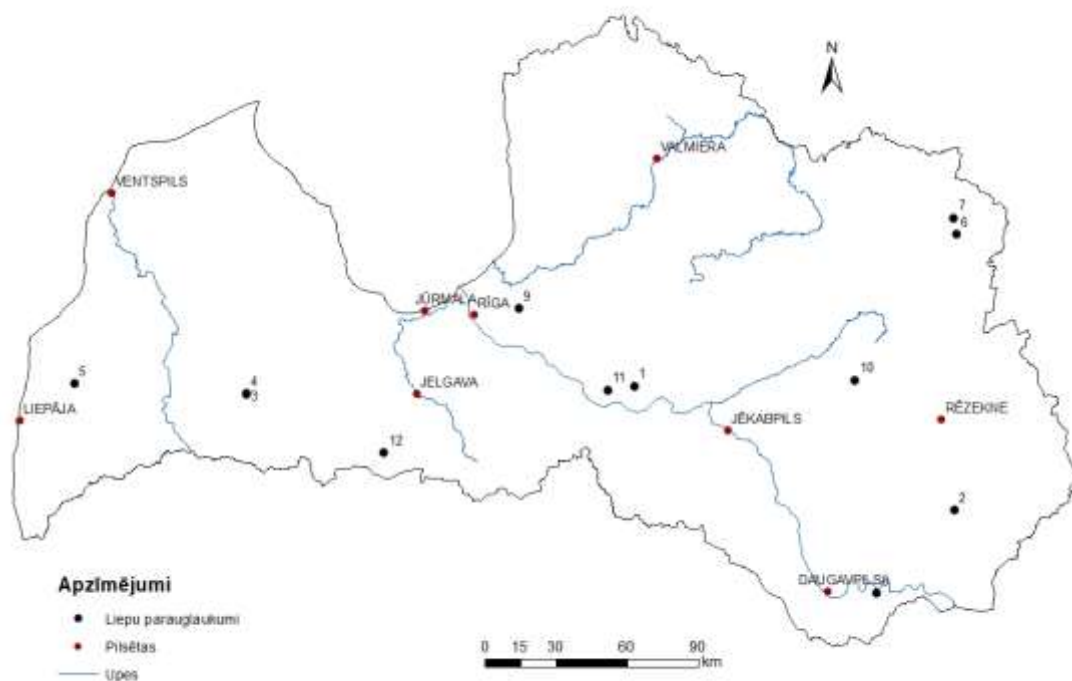 N
VALMIERA
VENTSPILS
7
6
JŪRMALA
RĪGA
9
5
4
3
JELGAVA
11
1
10
LIEPĀJA
JĒKABPILS
RĒZEKNE
12
2
DAUGAVPILS
Apzīmējumi
Liepu parauglaukumi
Pilsētas
Upes
0 15 30 60 90
km